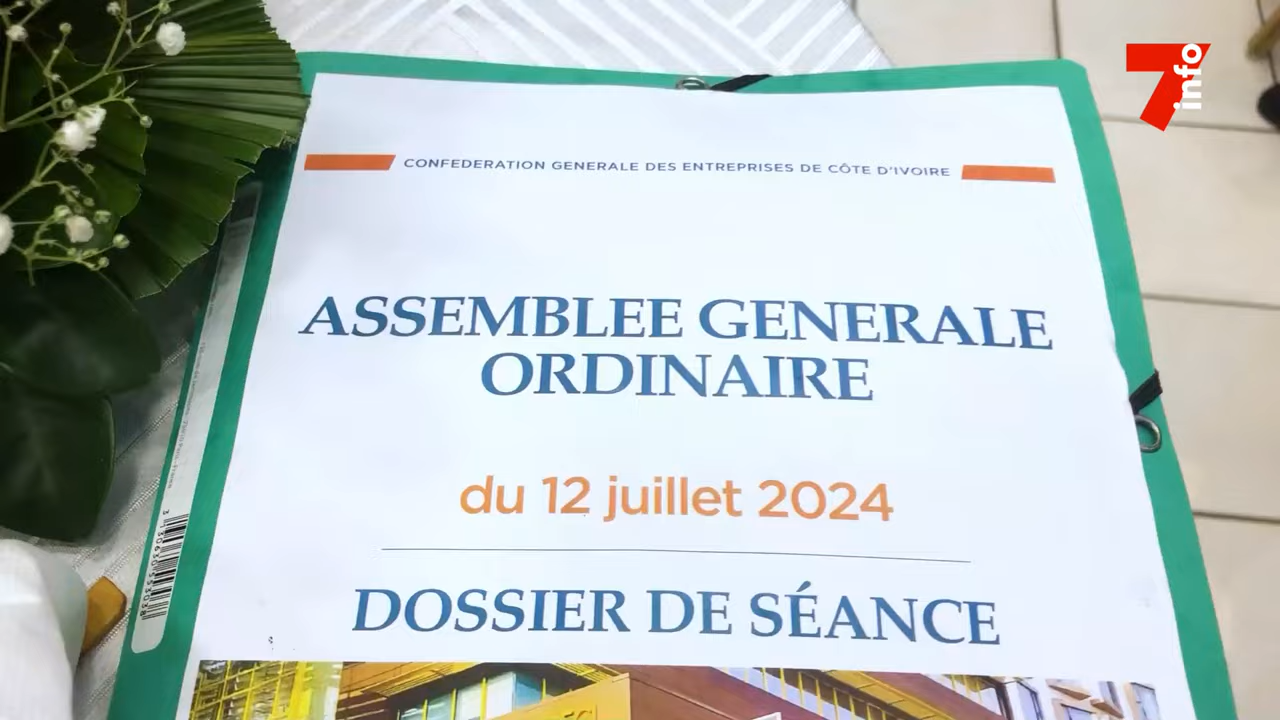 7info
CONFEDERATION GENERALE DES ENTREPRISES DE CÔTE D'IVOIRE
ASSEMBLEE GENERALE
ORDINAIRE
du 12 juillet 2024
DOSSIER DE SÉANCE